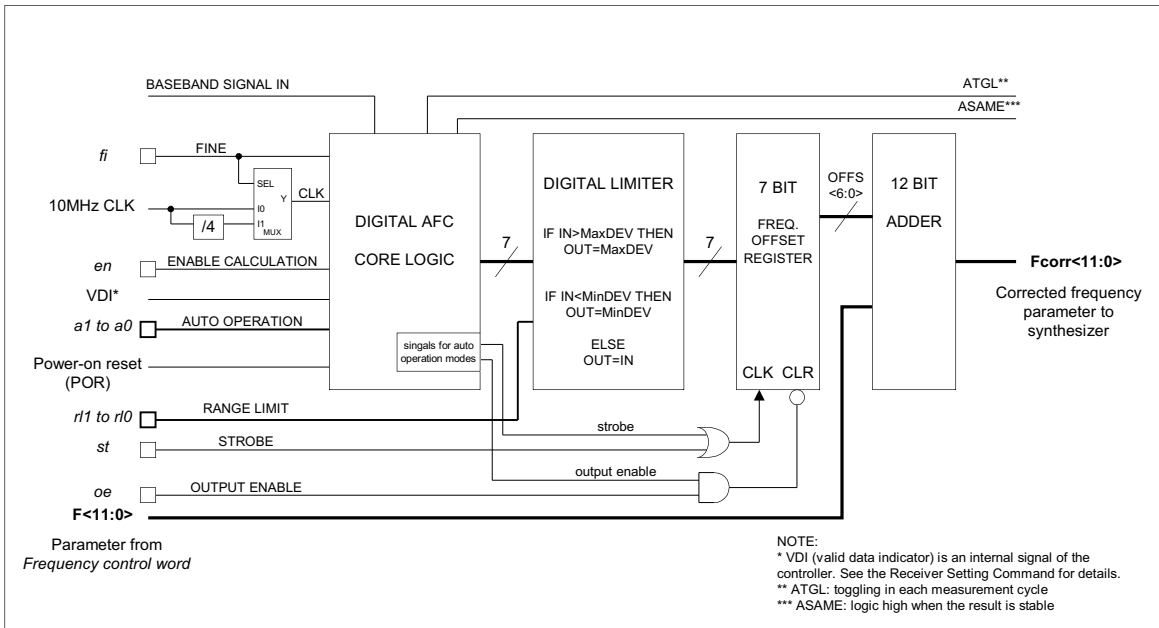 BASEBAND SIGNAL IN
ATGL**
ASAME***
fi
FINE
SEL
Y
CLK
10MHz CLK
I0
I1
MUX
/4
en
ENABLE CALCULATION
VDI*
a1 to a0
AUTO OPERATION
Power-on reset
(POR)
rl1 to rl0
RANGE LIMIT
st
STROBE
oe
OUTPUT ENABLE
F<11:0>
Parameter from
Frequency control word
DIGITAL AFC
CORE LOGIC
singals for auto
operation modes
7
DIGITAL LIMITER
IF IN>MaxDEV THEN
OUT=MaxDEV
IF IN<MinDEV THEN
OUT=MinDEV
ELSE
OUT=IN
7
strobe
output enable
7 BIT
FREQ.
OFFSET
REGISTER
CLK CLR
OFFS
<6:0>
12 BIT
ADDER
Fcorr<11:0>
Corrected frequency
parameter to
synthesizer
NOTE:
* VDI (valid data indicator) is an internal signal of the
controller. See the Receiver Setting Command for details.
** ATGL: toggling in each measurement cycle
*** ASAME: logic high when the result is stable